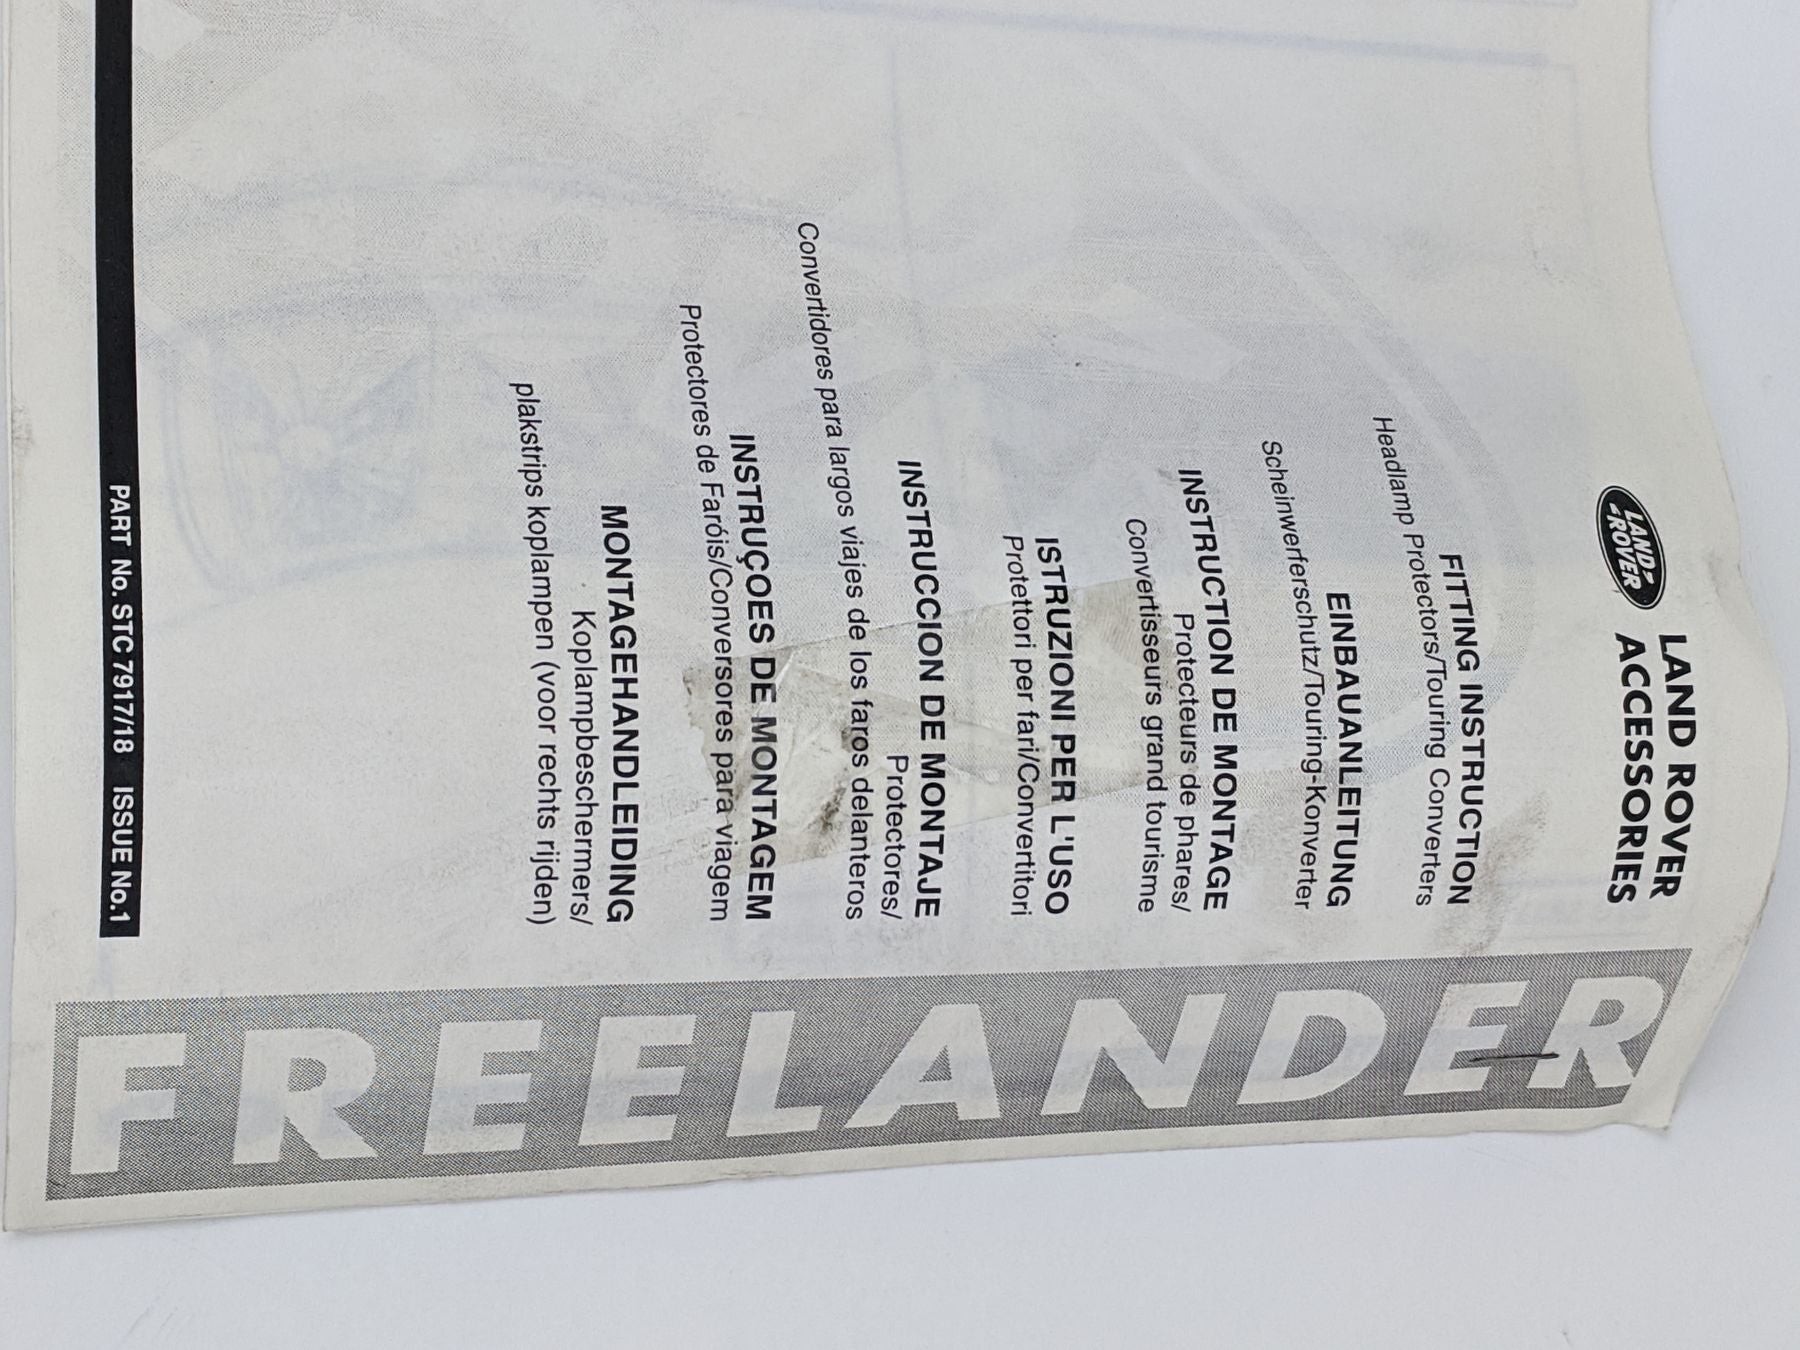 LAND-
-ROVER
LAND ROVER
ACCESSORIES
FITTING INSTRUCTION
Headlamp Protectors/Touring Converters
EINBAUANLEITUNG
Scheinwerferschutz/Touring-Konverter
INSTRUCTION DE MONTAGE
Protecteurs de phares/
Convertisseurs grand tourisme
ISTRUZIONI PER L'USO
Protettori per fari/Convertitori
INSTRUCCION DE MONTAJE
Protectores/
Convertidores para largos viajes de los faros delanteros
INSTRUÇOES DE MONTAGEM
Protectores de Faróis/Conversores para viagem
MONTAGEHANDLEIDING
Koplampbeschermers/
plakstrips koplampen (voor rechts rijden)
PART No. STC 7917/18 ISSUE No.1
FREELANDER